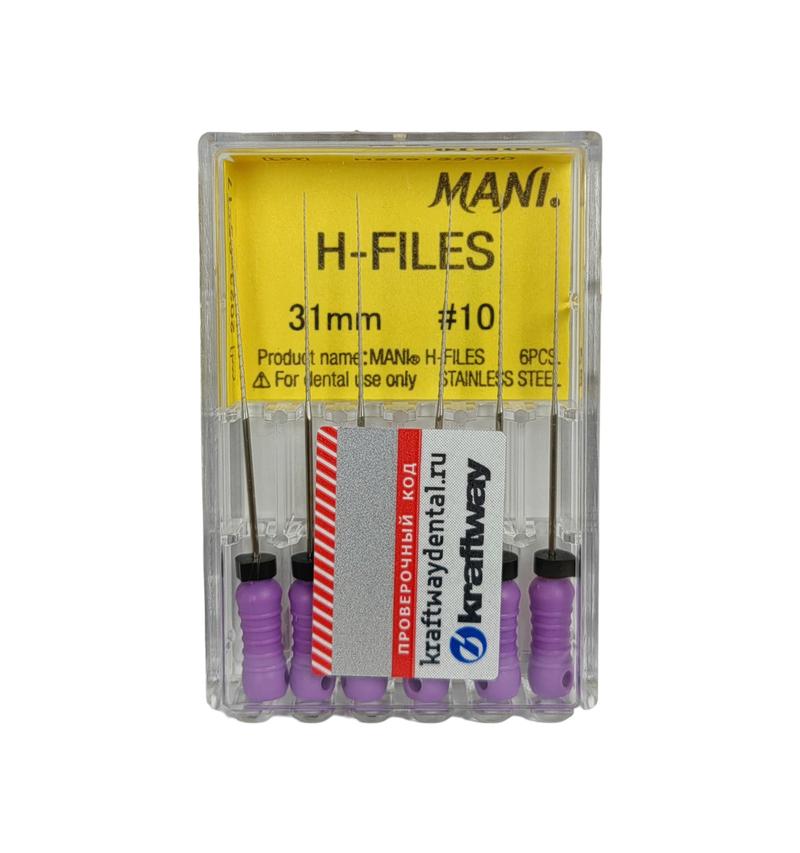 MANI®
H-FILES
31mm #10
Product name: MANI® H-FILES 6PCS.
⚠ For dental use only STAINLESS STEEL
ПРОВЕРОЧНЫЙ КОД
kraftwaydental.ru
kraftway